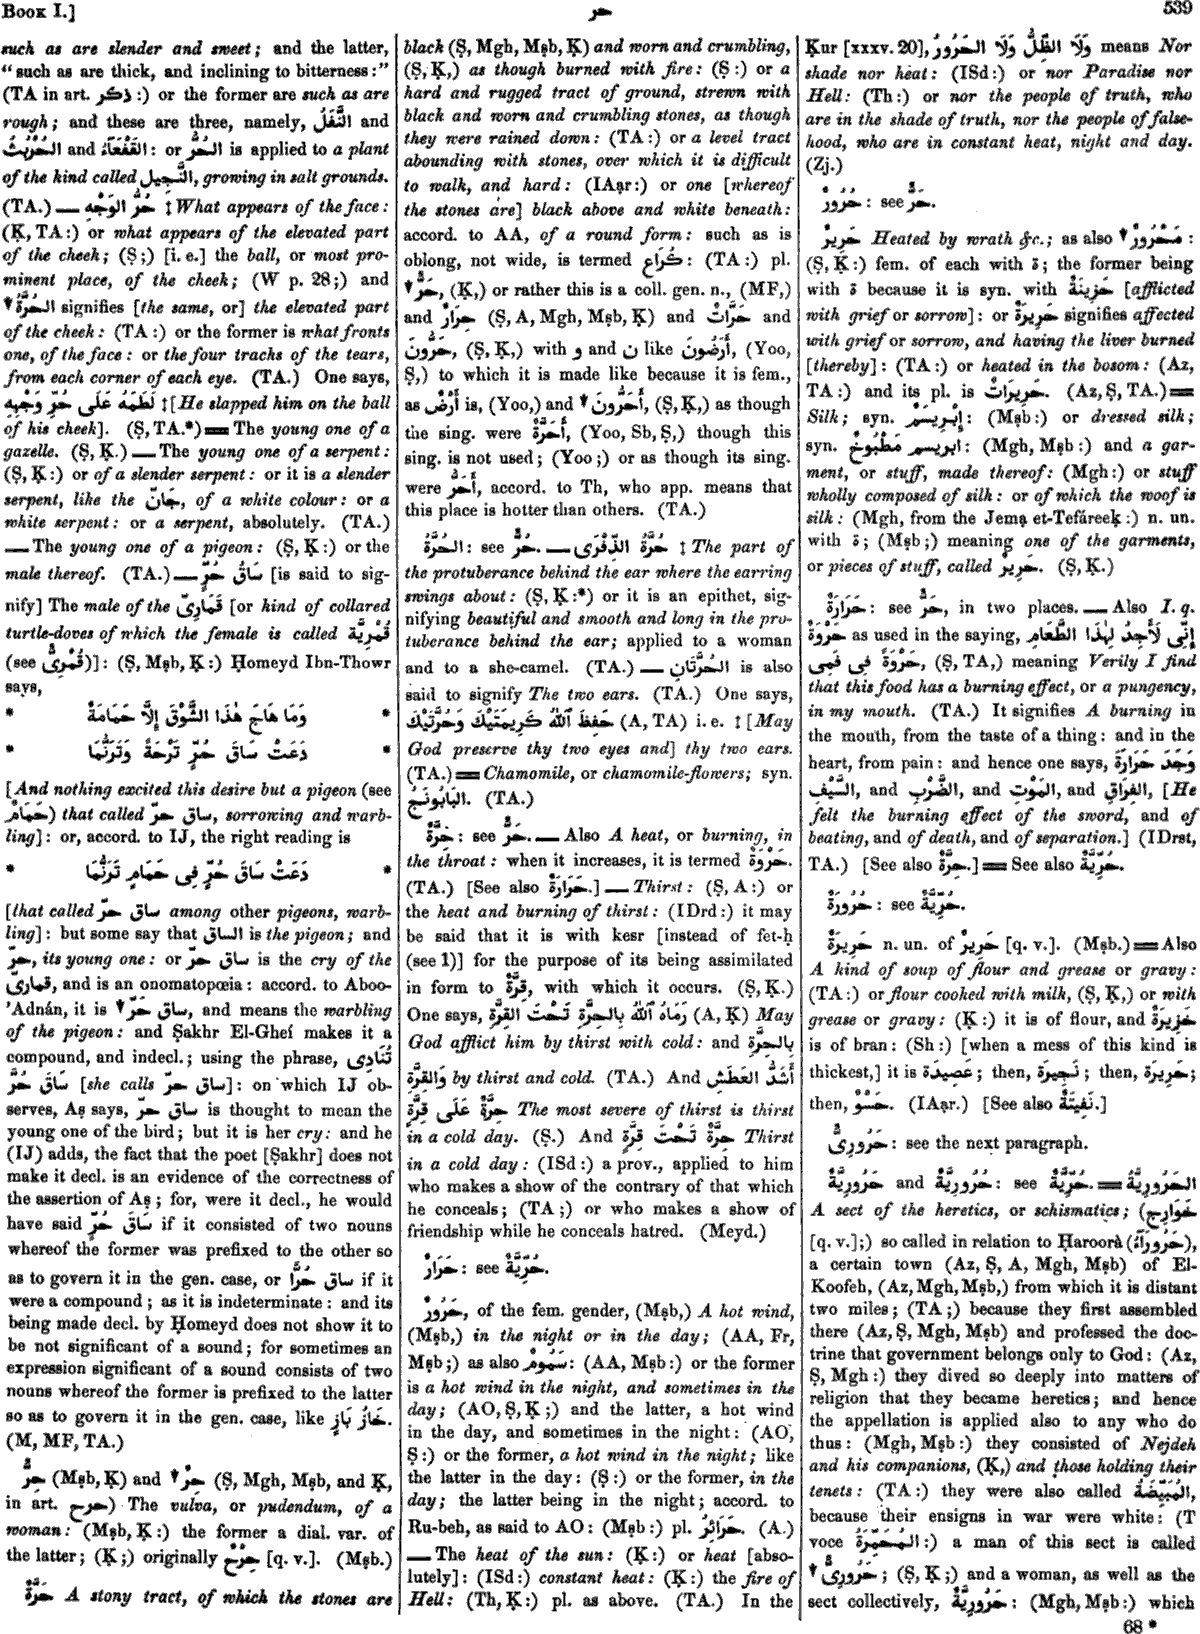 Book I.]
حر
539
such as are slender and sweet; and the latter,
“such as are thick, and inclining to bitterness:”
(TA in art. ذكر:) or the former are such as are
rough; and these are three, namely, النَّفَلُ and
الحُرْبُثُ and القَفْعَآءُ: or الحُرُّ is applied to a plant
of the kind called النَّجِيل, growing in salt grounds.
(TA.) — حُرُّ الوَجْهِ ‡ What appears of the face:
(Ḳ, TA:) or what appears of the elevated part
of the cheek; (Ṣ;) [i. e.] the ball, or most pro-
minent place, of the cheek; (W p. 28;) and
▼ الحُرَّةُ signifies [the same, or] the elevated part
of the cheek: (TA:) or the former is what fronts
one, of the face: or the four tracks of the tears,
from each corner of each eye. (TA.) One says,
لَطَمَهُ عَلَى حُرِّ وَجْهِهِ ‡ [He slapped him on the ball
of his cheek]. (Ṣ, TA.*) = The young one of a
gazelle. (Ṣ, Ḳ.) — The young one of a serpent:
(Ṣ, Ḳ:) or of a slender serpent: or it is a slender
serpent, like the جَانّ, of a white colour: or a
white serpent: or a serpent, absolutely. (TA.)
— The young one of a pigeon: (Ṣ, Ḳ:) or the
male thereof. (TA.) — سَاقُ حُرٍّ [is said to sig-
nify] The male of the قَمَارِىّ [or kind of collared
turtle-doves of which the female is called قُمْرِيَّة
(see قُمْرِىٌّ)]: (Ṣ, Mṣb, Ḳ:) Ḥomeyd Ibn-Thowr
says,
* وَمَا هَاجَ هٰذَا الشَّوْقَ إِلَّا حَمَامَةٌ *
* دَعَتْ سَاقَ حُرٍّ تَرْحَةً وَتَرَنُّمَا *
[And nothing excited this desire but a pigeon (see
حَمَامٌ) that called ساق حرّ, sorrowing and warb-
ling]: or, accord. to IJ, the right reading is
* دَعَتْ سَاقَ حُرٍّ فِى حَمَامٍ تَرَنُّمَا *
[that called ساق حرّ among other pigeons, warb-
ling]: but some say that الساق is the pigeon; and
حرّ, its young one: or ساق حرّ is the cry of the
قمارىّ, and is an onomatopœia: accord. to Aboo-
'Adnán, it is ▼ ساق حَرّ, and means the warbling
of the pigeon: and Ṣakhr El-Gheí makes it a
compound, and indecl.; using the phrase, تُنَادِى
سَاقَ حُرَّ [she calls ساق حرّ]: on which IJ ob-
serves, Aṣ says, ساق حرّ is thought to mean the
young one of the bird; but it is her cry: and he
(IJ) adds, the fact that the poet [Ṣakhr] does not
make it decl. is an evidence of the correctness of
the assertion of Aṣ; for, were it decl., he would
have said سَاقَ حُرٍّ if it consisted of two nouns
whereof the former was prefixed to the other so
as to govern it in the gen. case, or ساق حُرًّا if it
were a compound; as it is indeterminate: and its
being made decl. by Ḥomeyd does not show it to
be not significant of a sound; for sometimes an
expression significant of a sound consists of two
nouns whereof the former is prefixed to the latter
so as to govern it in the gen. case, like خَازِ بَازٍ.
(M, MF, TA.)
حِرٌّ (Mṣb, Ḳ) and ▼ حِرٌ (Ṣ, Mgh, Mṣb, and Ḳ,
in art. حرح) The vulva, or pudendum, of a
woman: (Mṣb, Ḳ:) the former a dial. var. of
the latter; (Ḳ;) originally حِرْحٌ [q. v.]. (Mṣb.)
حَرَّةٌ A stony tract, of which the stones are
black (Ṣ, Mgh, Mṣb, Ḳ) and worn and crumbling,
(Ṣ, Ḳ,) as though burned with fire: (Ṣ:) or a
hard and rugged tract of ground, strewn with
black and worn and crumbling stones, as though
they were rained down: (TA:) or a level tract
abounding with stones, over which it is difficult
to walk, and hard: (IAạr:) or one [whereof
the stones are] black above and white beneath:
accord. to AA, of a round form: such as is
oblong, not wide, is termed كُرَاع: (TA:) pl.
▼ حَرٌّ, (Ḳ,) or rather this is a coll. gen. n., (MF,)
and حِرَارٌ (Ṣ, A, Mgh, Mṣb, Ḳ) and حَرَّاتٌ and
حَرُّونَ, (Ṣ, Ḳ,) with و and ن like أَرَضُونَ, (Yoo,
Ṣ,) to which it is made like because it is fem.,
as أَرْضٌ is, (Yoo,) and ▼ أَحَرُّونَ, (Ṣ, Ḳ,) as though
the sing. were أَحَرَّةٌ, (Yoo, Sb, Ṣ,) though this
sing. is not used; (Yoo;) or as though its sing.
were أَحَرُّ, accord. to Th, who app. means that
this place is hotter than others. (TA.)
الحُرَّةُ: see حُرٌّ. — حُرَّةُ الذِّفْرَى ‡ The part of
the protuberance behind the ear where the earring
swings about: (Ṣ, Ḳ:*) or it is an epithet, sig-
nifying beautiful and smooth and long in the pro-
tuberance behind the ear; applied to a woman
and to a she-camel. (TA.) — الحُرَّتَانِ is also
said to signify The two ears. (TA.) One says,
حَفِظَ ٱللّٰهُ كَرِيمَتَيْكَ وَحُرَّتَيْكَ (A, TA) i. e. ‡ [May
God preserve thy two eyes and] thy two ears.
(TA.) = Chamomile, or chamomile-flowers; syn.
البَابُونَجُ. (TA.)
حِرَّةٌ: see حَرٌّ. — Also A heat, or burning, in
the throat: when it increases, it is termed حَرْوَةٌ.
(TA.) [See also حَرَارَةٌ.] — Thirst: (Ṣ, A:) or
the heat and burning of thirst: (IDrd:) it may
be said that it is with kesr [instead of fet-ḥ
(see 1)] for the purpose of its being assimilated
in form to قِرَّةٌ, with which it occurs. (Ṣ, Ḳ.)
One says, رَمَاهُ ٱللّٰهُ بِالحِرَّةِ تَحْتَ القِرَّةِ (A, Ḳ) May
God afflict him by thirst with cold: and بِالحِرَّةِ
وَالقِرَّةِ by thirst and cold. (TA.) And أَشَدُّ العَطَشِ
حِرَّةٌ عَلَى قِرَّةٍ The most severe of thirst is thirst
in a cold day. (Ṣ.) And حِرَّةٌ تَحْتَ قِرَّةٍ Thirst
in a cold day: (ISd:) a prov., applied to him
who makes a show of the contrary of that which
he conceals; (TA;) or who makes a show of
friendship while he conceals hatred. (Meyd.)
حَرَارٌ: see حُرِّيَّةٌ.
حَرُورٌ, of the fem. gender, (Mṣb,) A hot wind,
(Mṣb,) in the night or in the day; (AA, Fr,
Mṣb;) as also سَمُومٌ: (AA, Mṣb:) or the former
is a hot wind in the night, and sometimes in the
day; (AO, Ṣ, Ḳ;) and the latter, a hot wind
in the day, and sometimes in the night: (AO,
Ṣ:) or the former, a hot wind in the night; like
the latter in the day: (Ṣ:) or the former, in the
day; the latter being in the night; accord. to
Ru-beh, as said to AO: (Mṣb:) pl. حَرَائِرُ. (A.)
— The heat of the sun: (Ḳ:) or heat [abso-
lutely]: (ISd:) constant heat: (Ḳ:) the fire of
Hell: (Th, Ḳ:) pl. as above. (TA.) In the
Ḳur [xxxv. 20], وَلَا الظِّلُّ وَلَا الحَرُورُ means Nor
shade nor heat: (ISd:) or nor Paradise nor
Hell: (Th:) or nor the people of truth, who
are in the shade of truth, nor the people of false-
hood, who are in constant heat, night and day.
(Zj.)
حُرُورٌ: see حَرٌّ.
حَرِيرٌ Heated by wrath &c.; as also ▼ مَحْرُورٌ:
(Ṣ, Ḳ:) fem. of each with ة; the former being
with ة because it is syn. with حَزِينَةٌ [afflicted
with grief or sorrow]: or حَرِيرَةٌ signifies affected
with grief or sorrow, and having the liver burned
[thereby]: (TA:) or heated in the bosom: (Az,
TA:) and its pl. is حَرِيرَاتٌ. (Az, Ṣ, TA.) =
Silk; syn. إِبْرِيسَمٌ: (Mṣb:) or dressed silk;
syn. ابريسم مَطْبُوخٌ: (Mgh, Mṣb:) and a gar-
ment, or stuff, made thereof: (Mgh:) or stuff
wholly composed of silk: or of which the woof is
silk: (Mgh, from the Jemạ et-Tefáreeḳ:) n. un.
with ة; (Mṣb;) meaning one of the garments,
or pieces of stuff, called حَرِيرٌ. (Ṣ, Ḳ.)
حَرَارَةٌ: see حَرٌّ, in two places. — Also I. q.
حَرْوَةٌ as used in the saying, إِنِّى لَأَجِدُ لِهٰذَا الطَّعَامِ
حَرْوَةً فِى فَمِى, (Ṣ, TA,) meaning Verily I find
that this food has a burning effect, or a pungency,
in my mouth. (TA.) It signifies A burning in
the mouth, from the taste of a thing: and in the
heart, from pain: and hence one says, وَجَدَ حَرَارَةَ
السَّيْفِ, and الضَّرْبِ, and المَوْتِ, and الفِرَاقِ, [He
felt the burning effect of the sword, and of
beating, and of death, and of separation.] (IDrst,
TA.) [See also حِرَّةٌ.] = See also حُرِّيَّةٌ.
حَرُورَةٌ: see حُرِّيَّةٌ.
حَرِيرَةٌ n. un. of حَرِيرٌ [q. v.]. (Mṣb.) = Also
A kind of soup of flour and grease or gravy:
(TA:) or flour cooked with milk, (Ṣ, Ḳ,) or with
grease or gravy: (Ḳ:) it is of flour, and خَزِيرَةٌ
is of bran: (Sh:) [when a mess of this kind is
thickest,] it is عَصِيدَة; then, نَجِيرَة; then, حَرِيرَة;
then, حَسْوٌ. (IAạr.) [See also نَفِيتَةٌ.]
حَرُورِىٌّ: see the next paragraph.
حَرُورِيَّةٌ and حُرُورِيَّةٌ: see حُرِّيَّةٌ. = الحَرُورِيَّةُ
A sect of the heretics, or schismatics; (خَوَارِج
[q. v.];) so called in relation to Ḥaroorà (حَرُورَآءُ),
a certain town (Az, Ṣ, A, Mgh, Mṣb) of El-
Koofeh, (Az, Mgh, Mṣb,) from which it is distant
two miles; (TA;) because they first assembled
there (Az, Ṣ, Mgh, Mṣb) and professed the doc-
trine that government belongs only to God: (Az,
Ṣ, Mgh:) they dived so deeply into matters of
religion that they became heretics; and hence
the appellation is applied also to any who do
thus: (Mgh, Mṣb:) they consisted of Nejdeh
and his companions, (Ḳ,) and those holding their
tenets: (TA:) they were also called المُبَيِّضَةُ,
because their ensigns in war were white: (T
voce المُحَمِّرَةُ:) a man of this sect is called
▼ حَرُورِىٌّ; (Ṣ, Ḳ;) and a woman, as well as the
sect collectively, حَرُورِيَّةٌ: (Mgh, Mṣb:) which
68 *